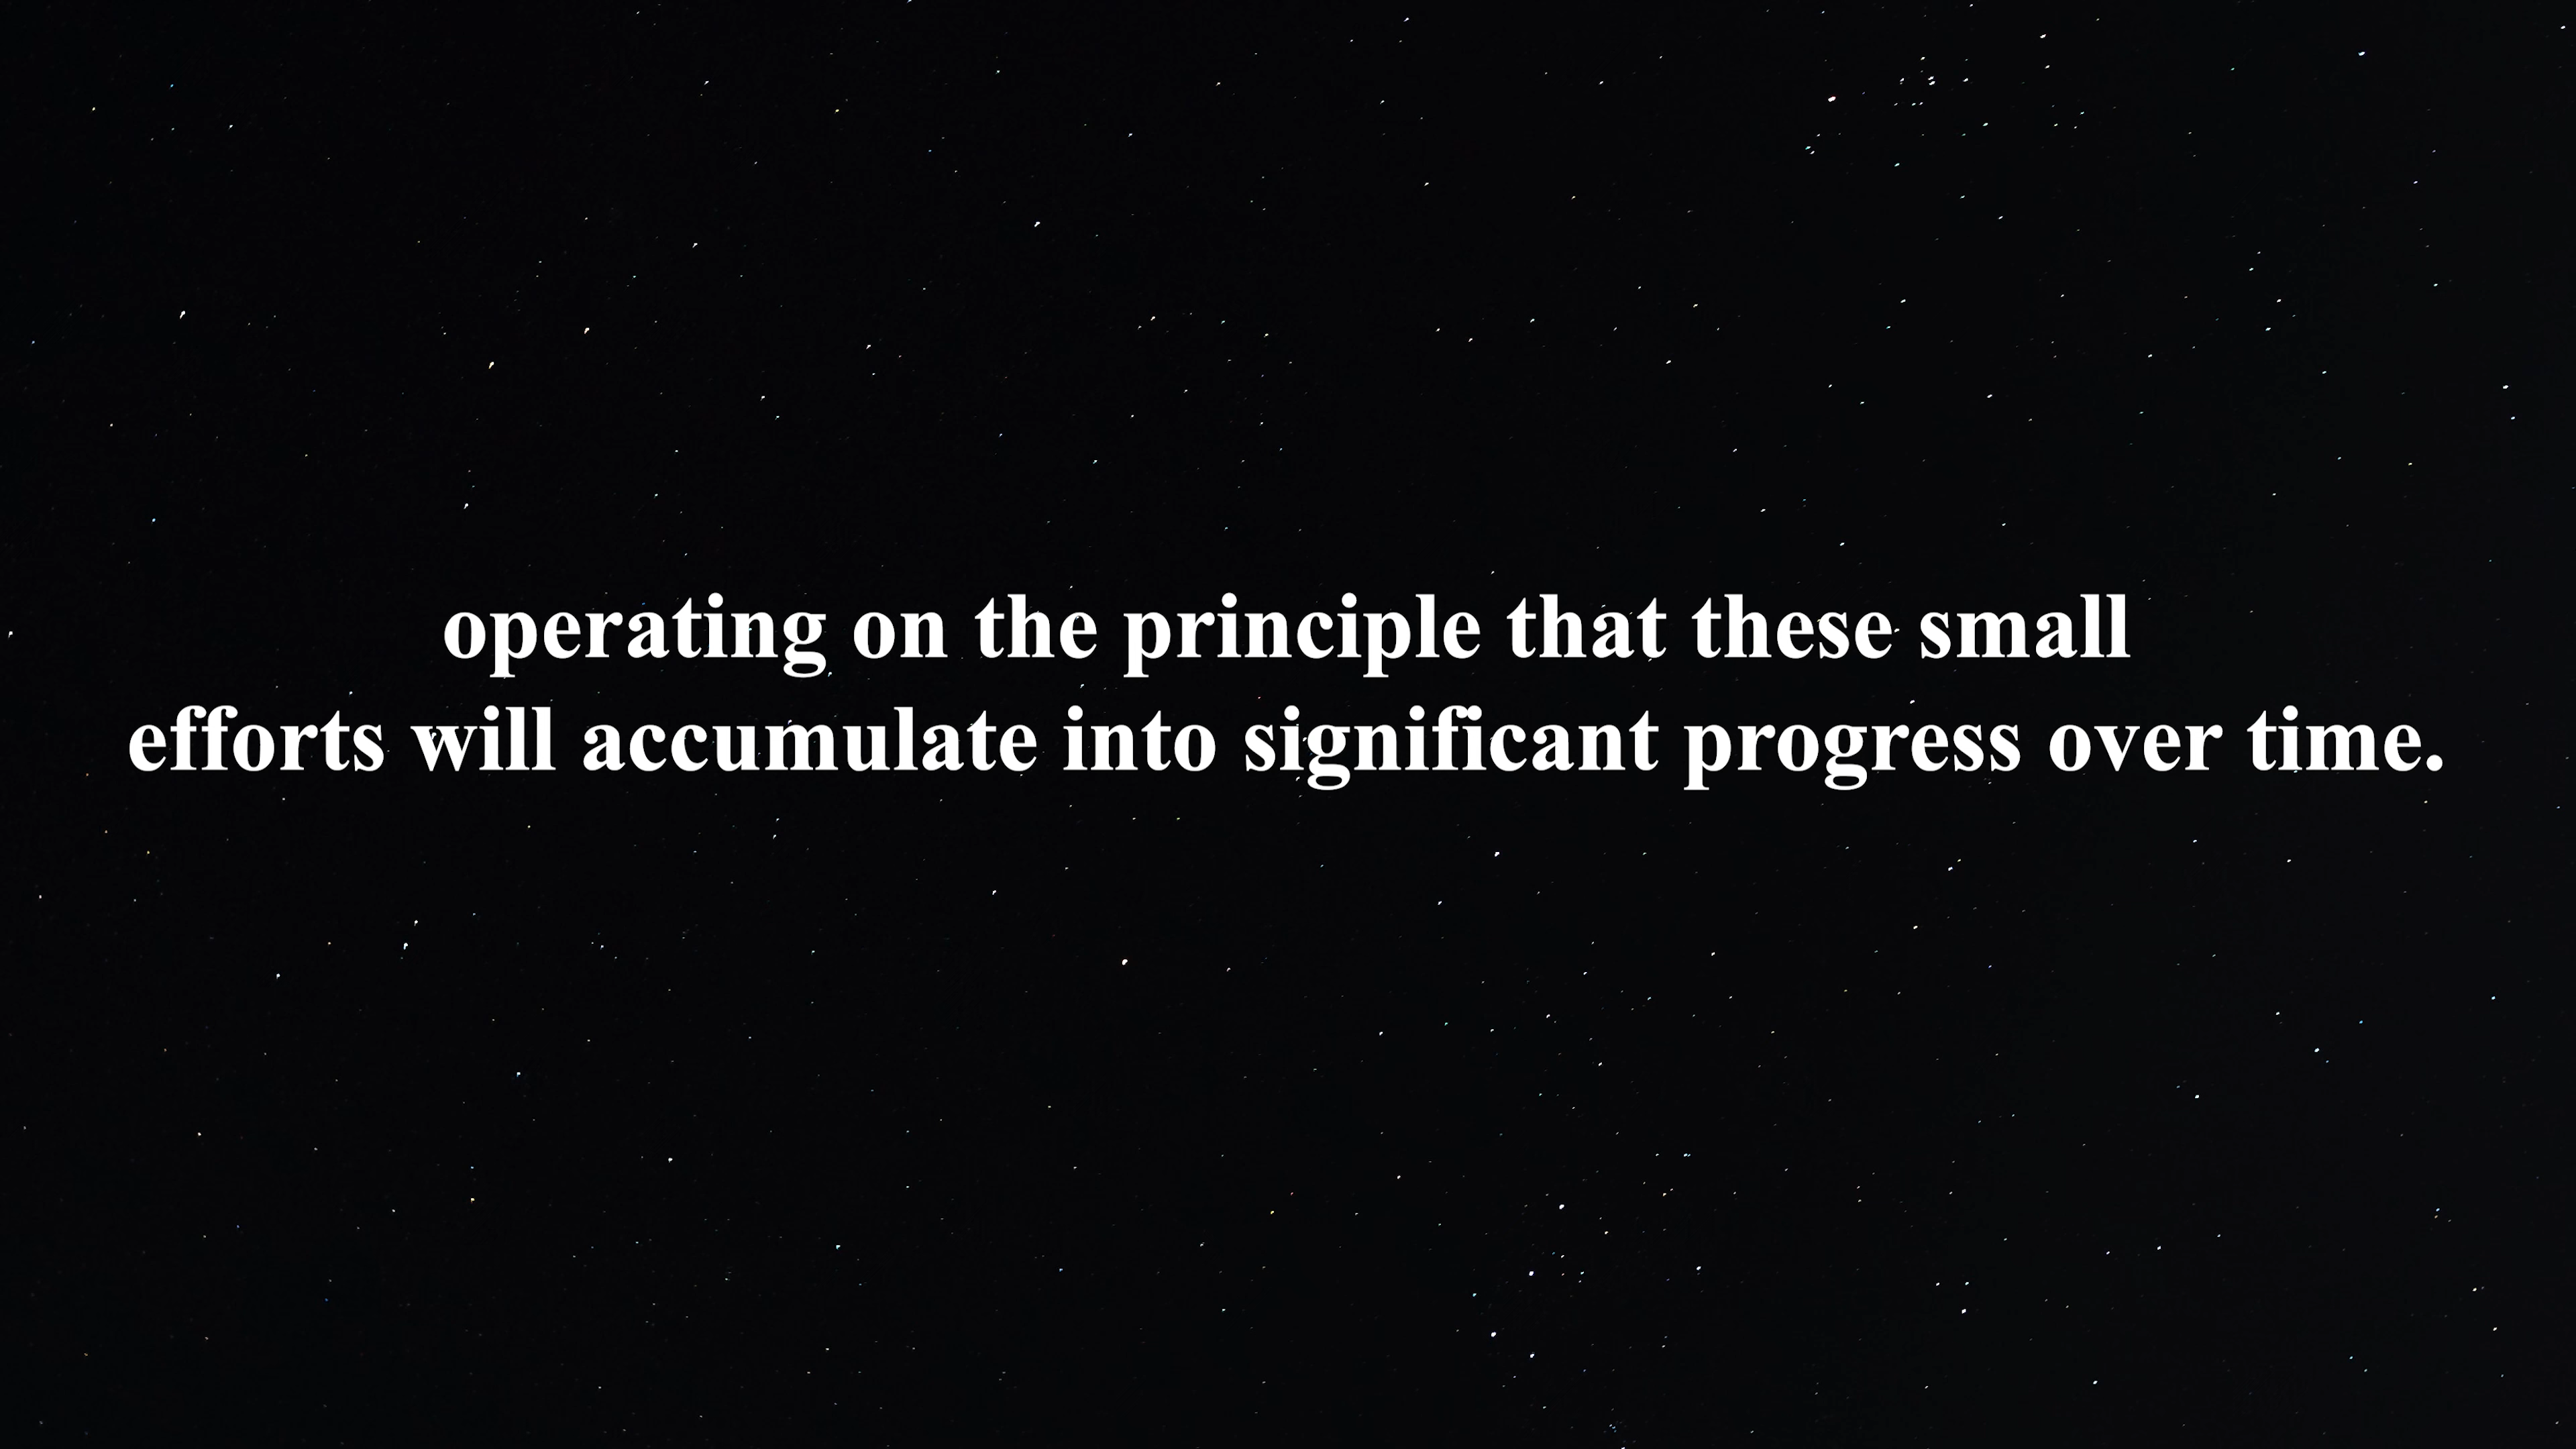 operating on the principle that these small
efforts will accumulate into significant progress over time.